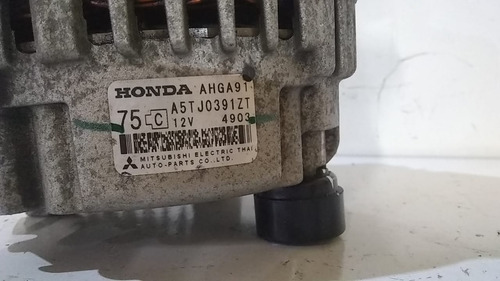 HONDA AHGA91
75 C A5TJ0391ZT
12V 4903
MITSUBISHI ELECTRIC THAI
AUTO-PARTS CO.,LTD.